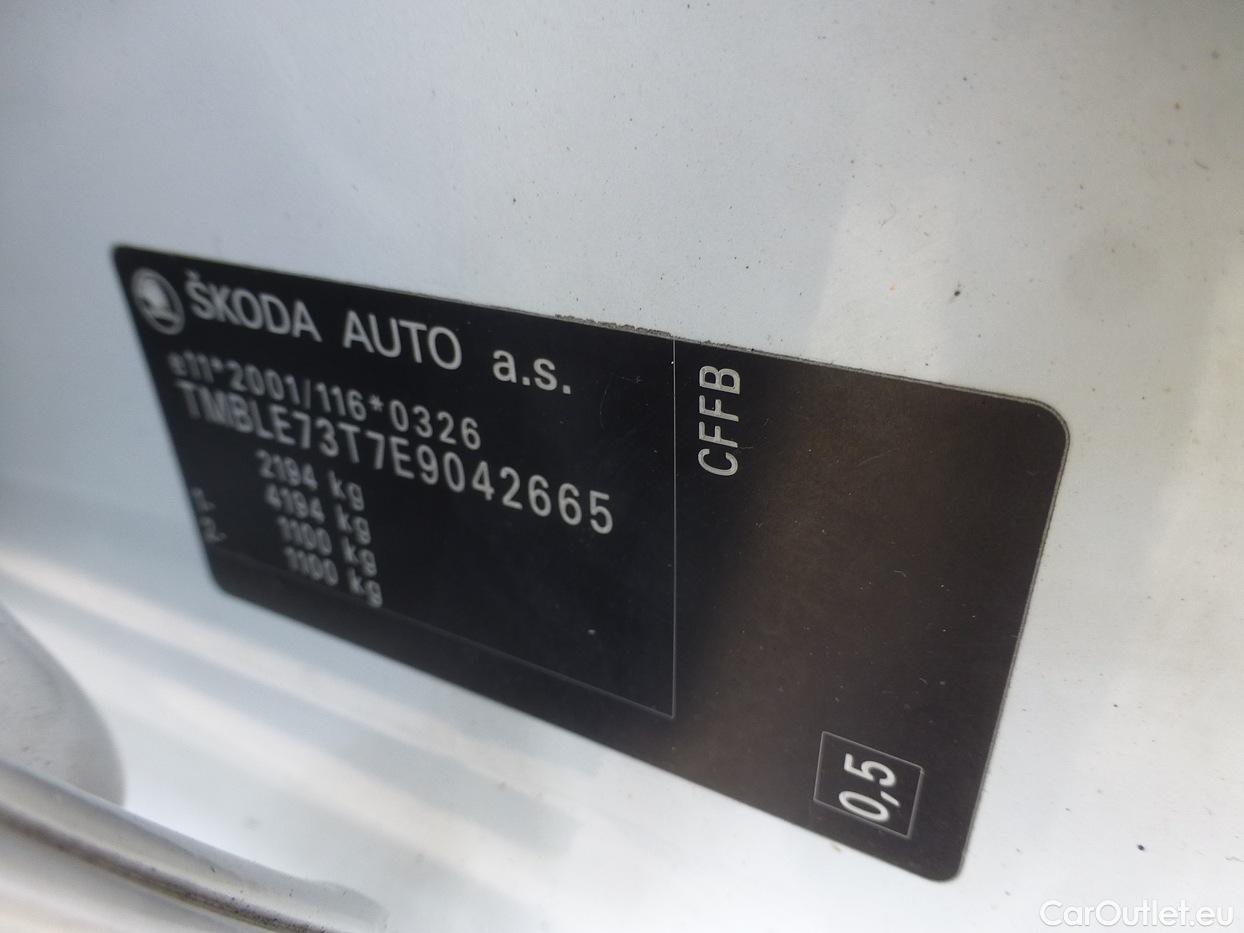 ŠKODA AUTO a.s.
e11*2001/116*0326
TMBLE73T7E9042665
2194 kg
4194 kg
1- 1100 kg
2- 1100 kg
CFFB
0,5
CarOutlet.eu